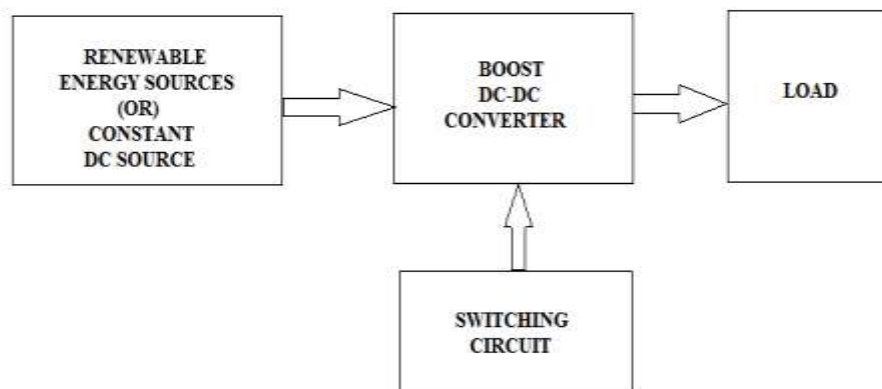 RENEWABLE
ENERGY SOURCES
(OR)
CONSTANT
DC SOURCE
BOOST
DC-DC
CONVERTER
LOAD
SWITCHING
CIRCUIT